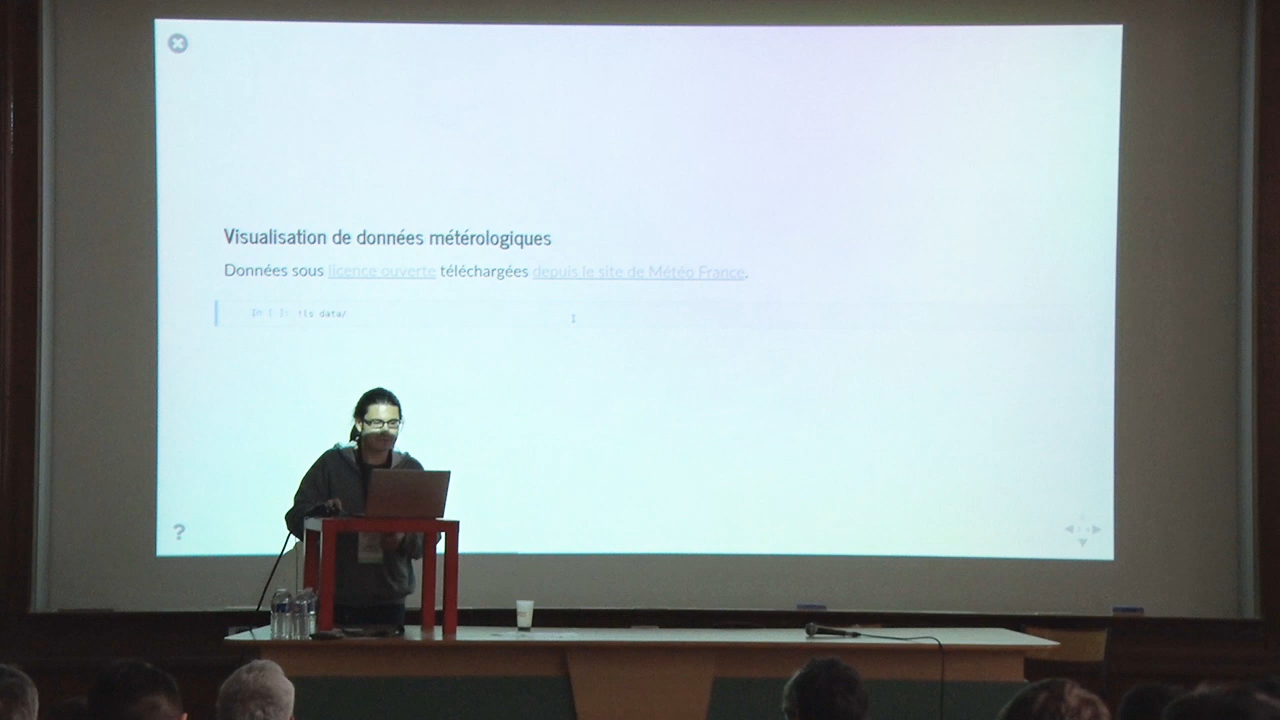 Visualisation de données métérologiques
Données sous licence ouverte téléchargées depuis le site de Météo France.
In [ ]: !ls data/
?